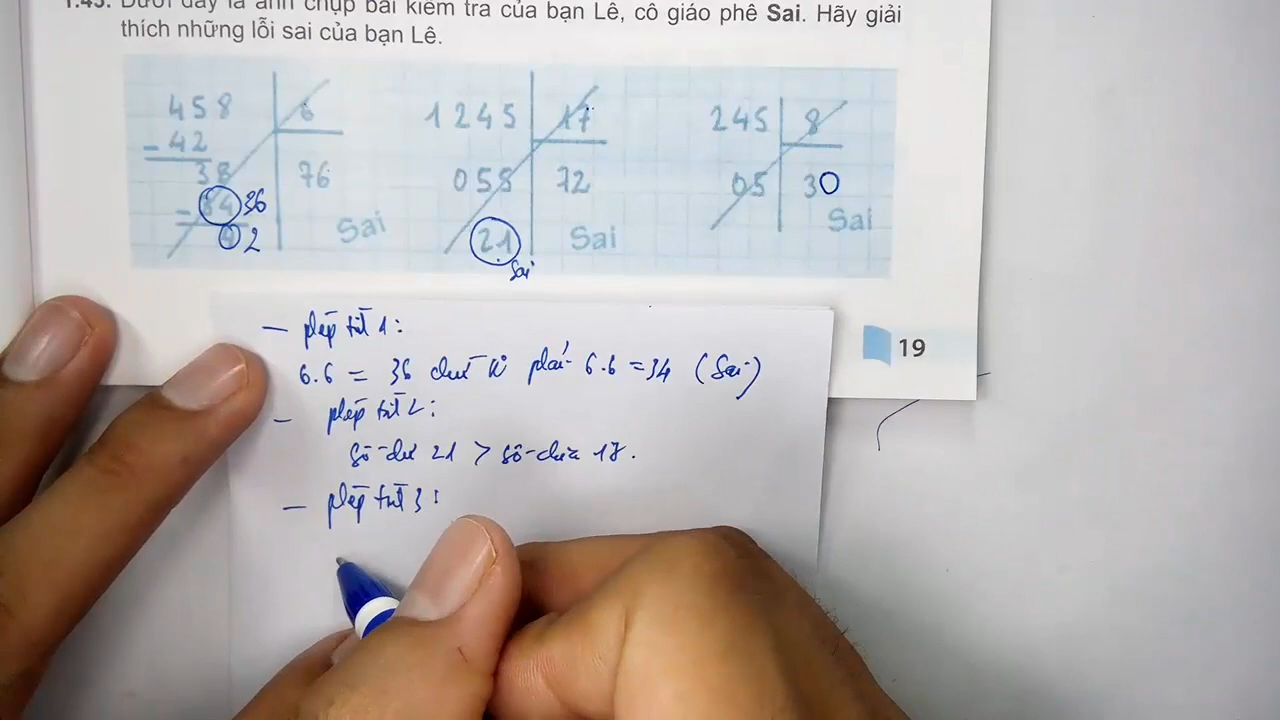 1.45. Dưới đây là ảnh chụp bài kiểm tra của bạn Lê, cô giáo phê Sai. Hãy giải
thích những lỗi sai của bạn Lê.
458 6
- 42
38 76
- 34 36
4 2 Sai
1245 17
055 72
21 Sai
Sai
245 8
05 30
Sai
19
- phép tính 1:
6.6 = 36 chứ k phải 6.6 = 34 (Sai)
- phép tính 2:
số dư 21 > số chia 17.
- phép tính 3: